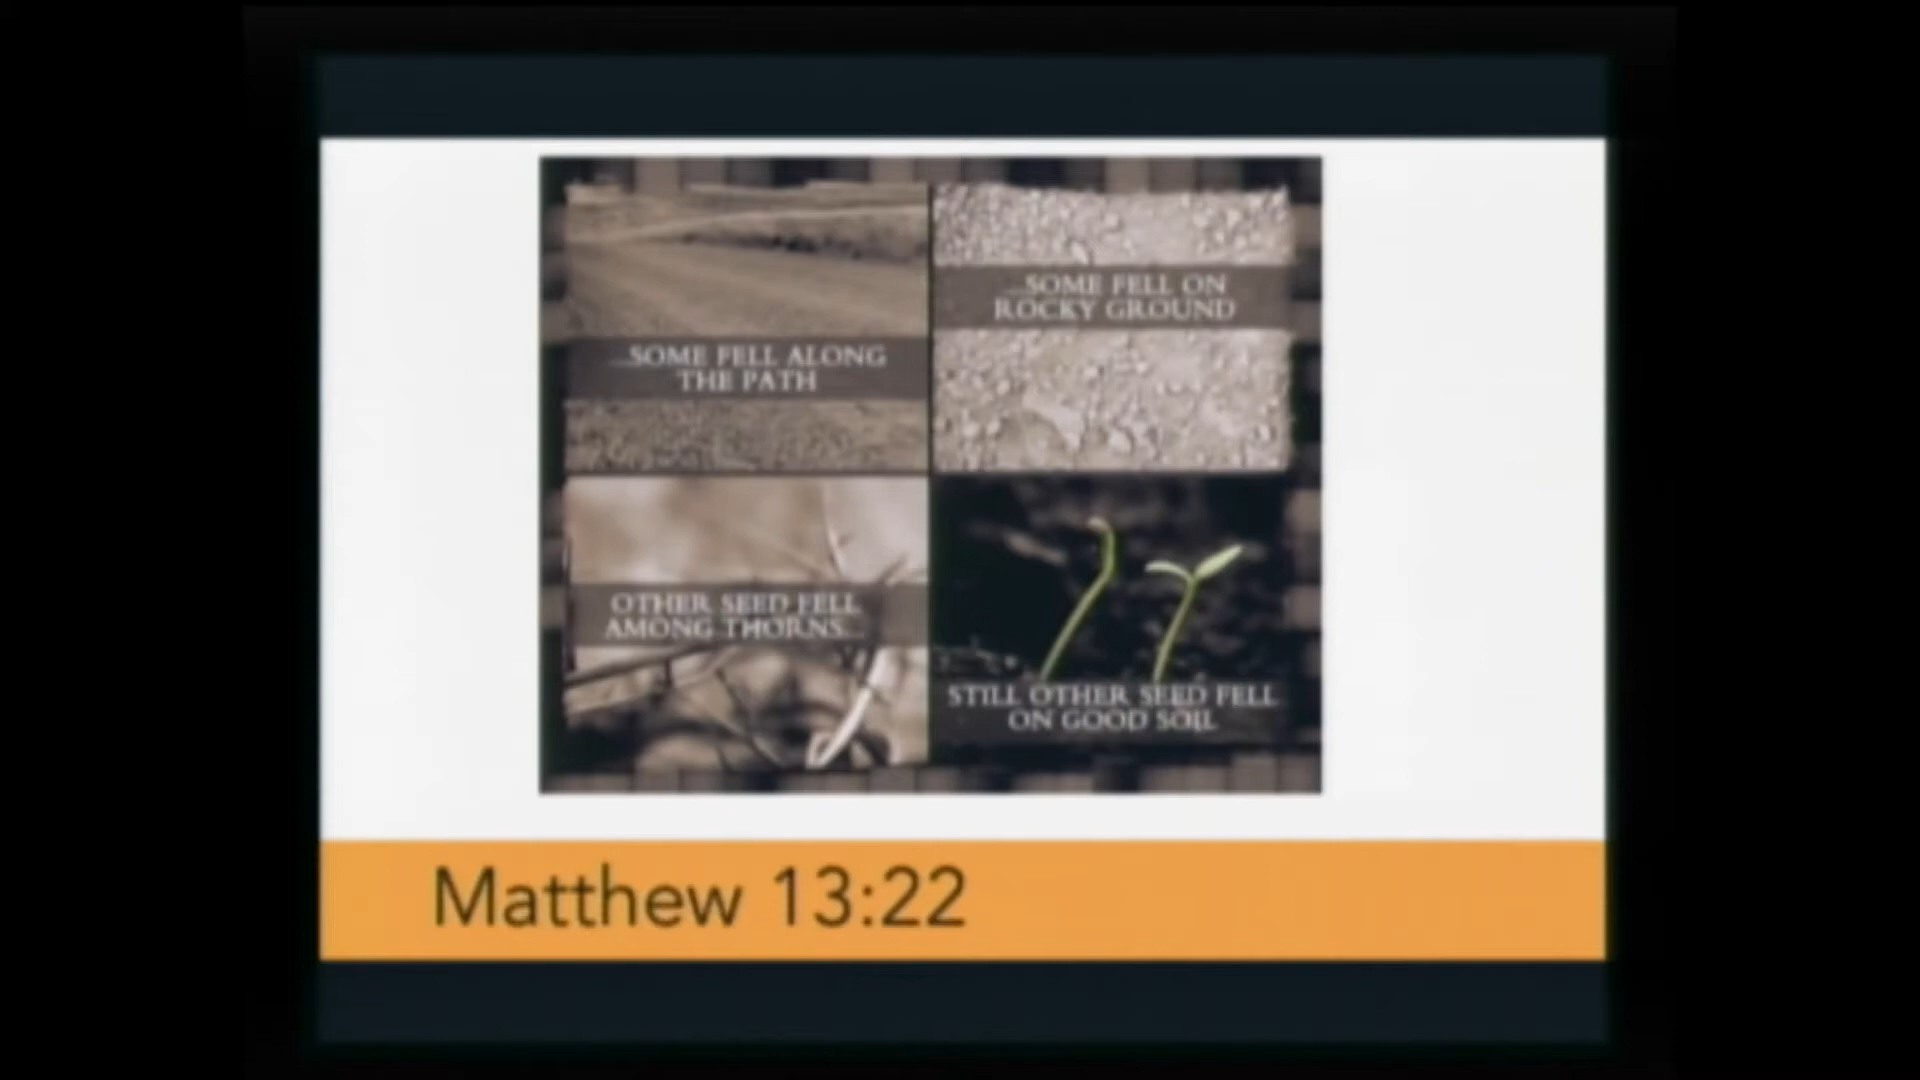 ...SOME FELL ALONG
THE PATH
...SOME FELL ON
ROCKY GROUND
OTHER SEED FELL
AMONG THORNS...
STILL OTHER SEED FELL
ON GOOD SOIL
Matthew 13:22